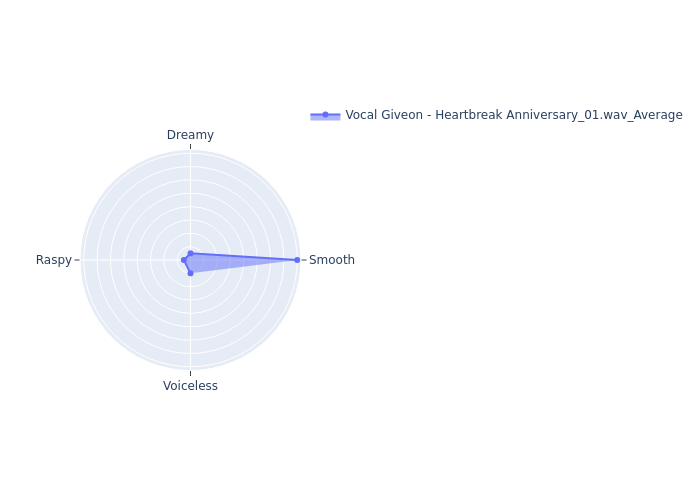 Vocal Giveon - Heartbreak Anniversary_01.wav_Average
Dreamy
Raspy
Smooth
Voiceless